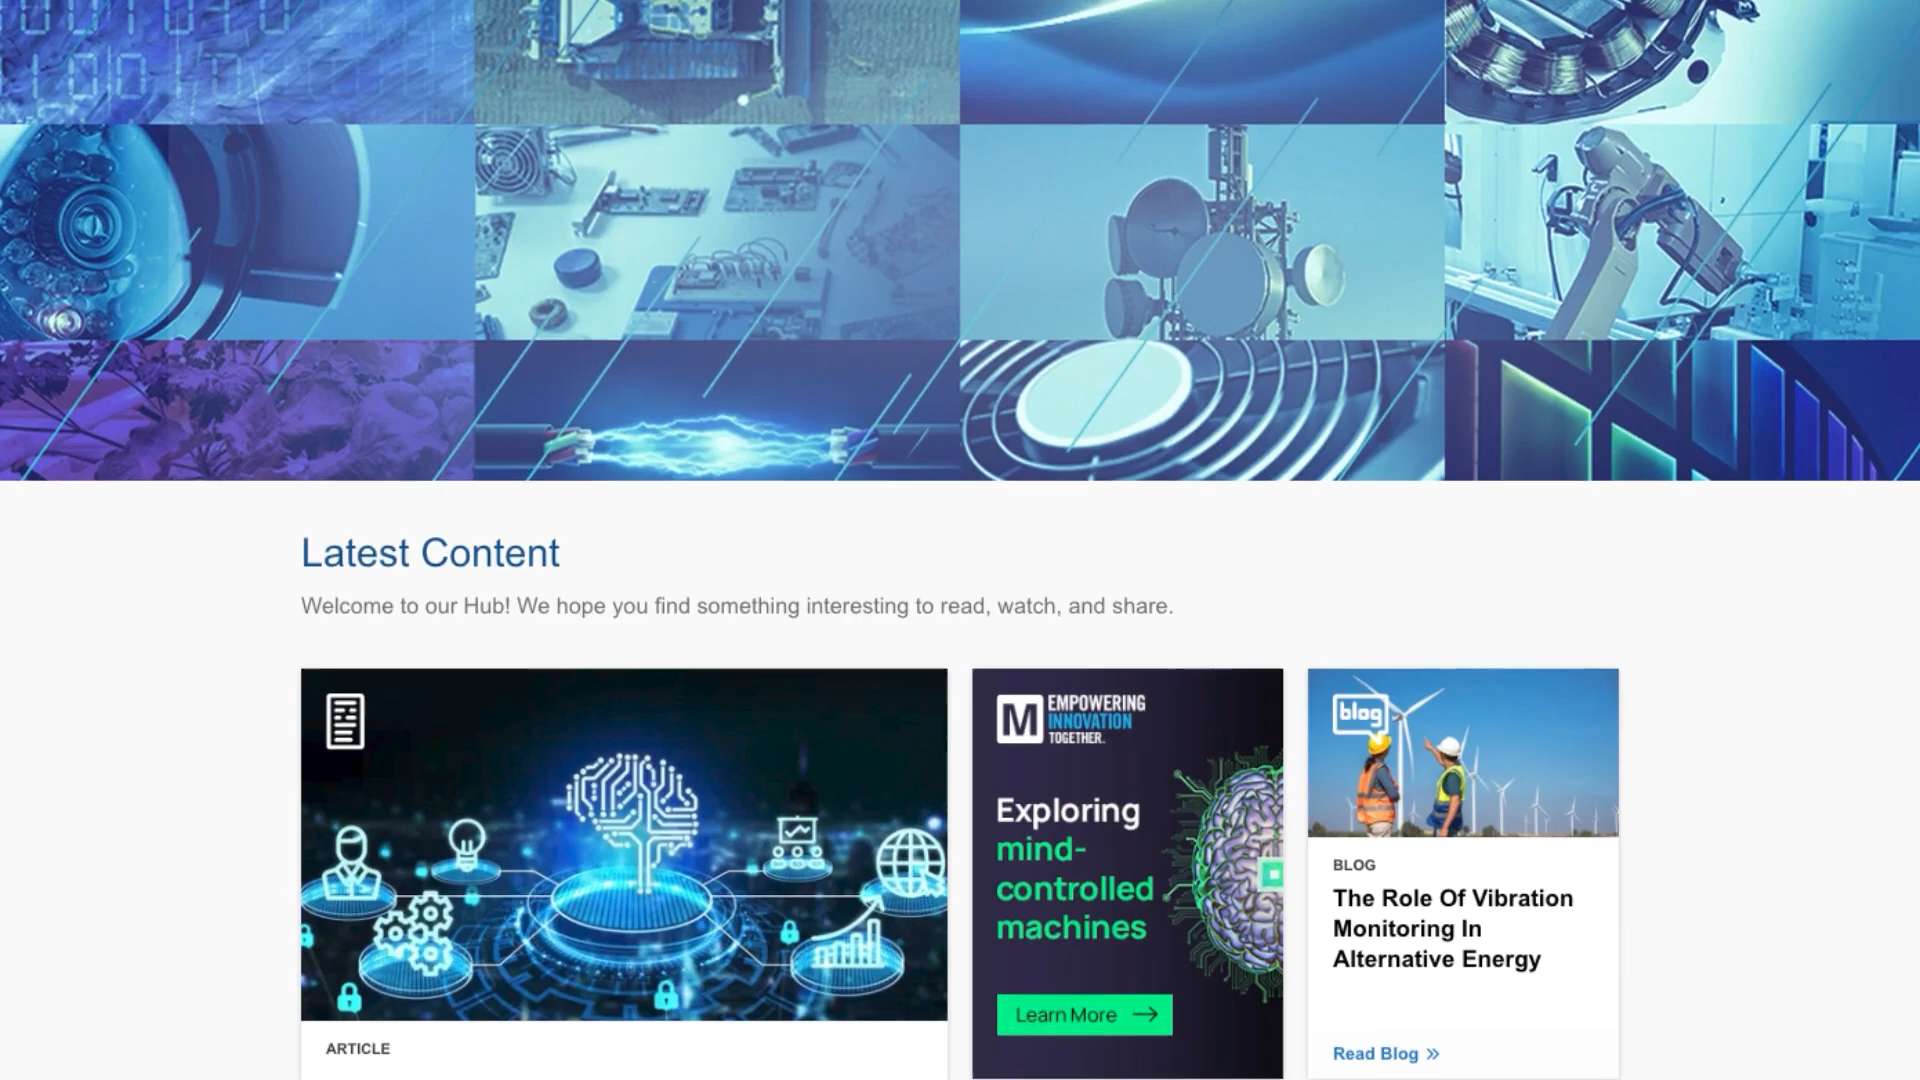 Latest Content
Welcome to our Hub! We hope you find something interesting to read, watch, and share.
ARTICLE
M EMPOWERING
INNOVATION
TOGETHER.
Exploring
mind-
controlled
machines
Learn More
blog
BLOG
The Role Of Vibration
Monitoring In
Alternative Energy
Read Blog